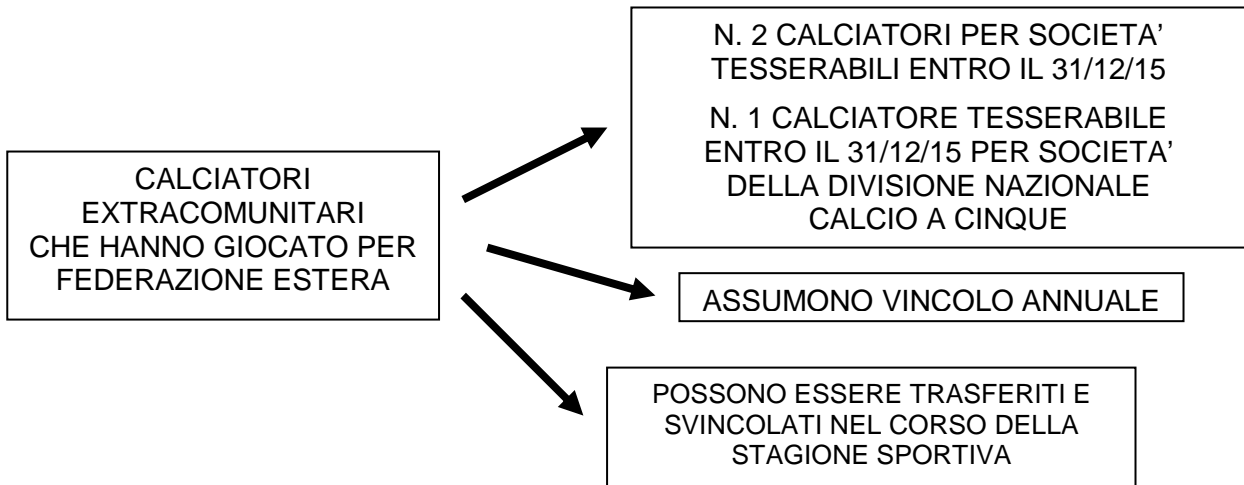 N. 2 CALCIATORI PER SOCIETA’
TESSERABILI ENTRO IL 31/12/15
N. 1 CALCIATORE TESSERABILE
ENTRO IL 31/12/15 PER SOCIETA’
DELLA DIVISIONE NAZIONALE
CALCIO A CINQUE
CALCIATORI
EXTRACOMUNITARI
CHE HANNO GIOCATO PER
FEDERAZIONE ESTERA
ASSUMONO VINCOLO ANNUALE
POSSONO ESSERE TRASFERITI E
SVINCOLATI NEL CORSO DELLA
STAGIONE SPORTIVA